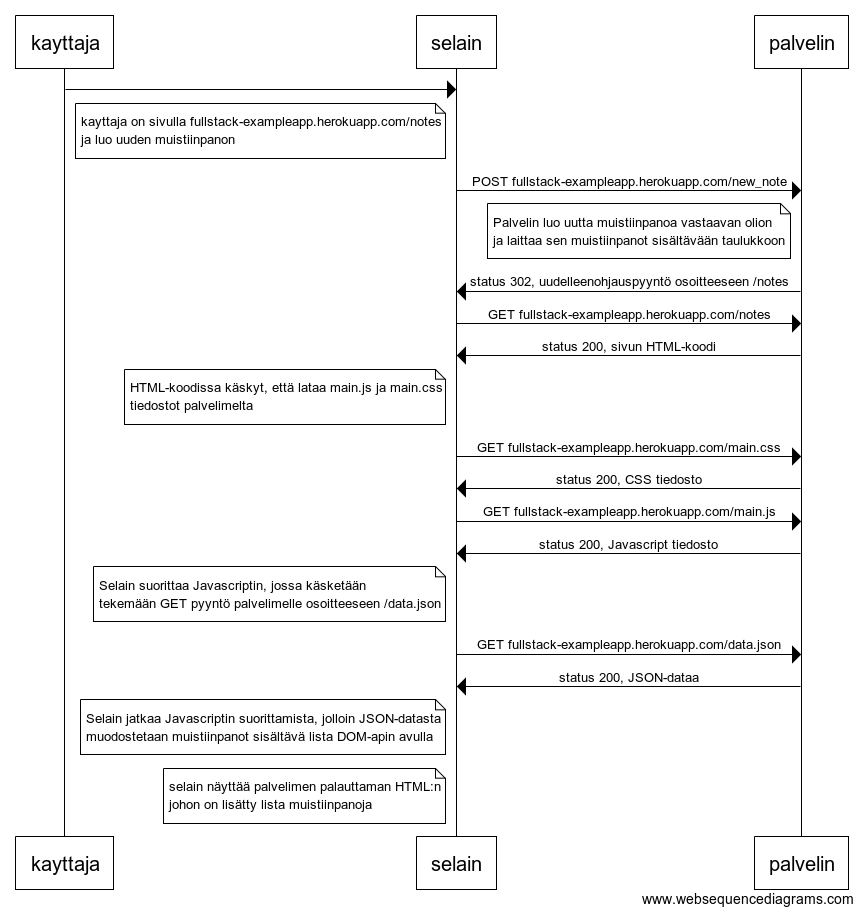 kayttaja
selain
palvelin
kayttaja on sivulla fullstack-exampleapp.herokuapp.com/notes
ja luo uuden muistiinpanon
POST fullstack-exampleapp.herokuapp.com/new_note
Palvelin luo uutta muistiinpanoa vastaavan olion
ja laittaa sen muistiinpanot sisältävään taulukkoon
status 302, uudelleenohjauspyyntö osoitteeseen /notes
GET fullstack-exampleapp.herokuapp.com/notes
status 200, sivun HTML-koodi
HTML-koodissa käskyt, että lataa main.js ja main.css
tiedostot palvelimelta
GET fullstack-exampleapp.herokuapp.com/main.css
status 200, CSS tiedosto
GET fullstack-exampleapp.herokuapp.com/main.js
status 200, Javascript tiedosto
Selain suorittaa Javascriptin, jossa käsketään
tekemään GET pyyntö palvelimelle osoitteeseen /data.json
GET fullstack-exampleapp.herokuapp.com/data.json
status 200, JSON-dataa
Selain jatkaa Javascriptin suorittamista, jolloin JSON-datasta
muodostetaan muistiinpanot sisältävä lista DOM-apin avulla
selain näyttää palvelimen palauttaman HTML:n
johon on lisätty lista muistiinpanoja
kayttaja
selain
palvelin
www.websequencediagrams.com